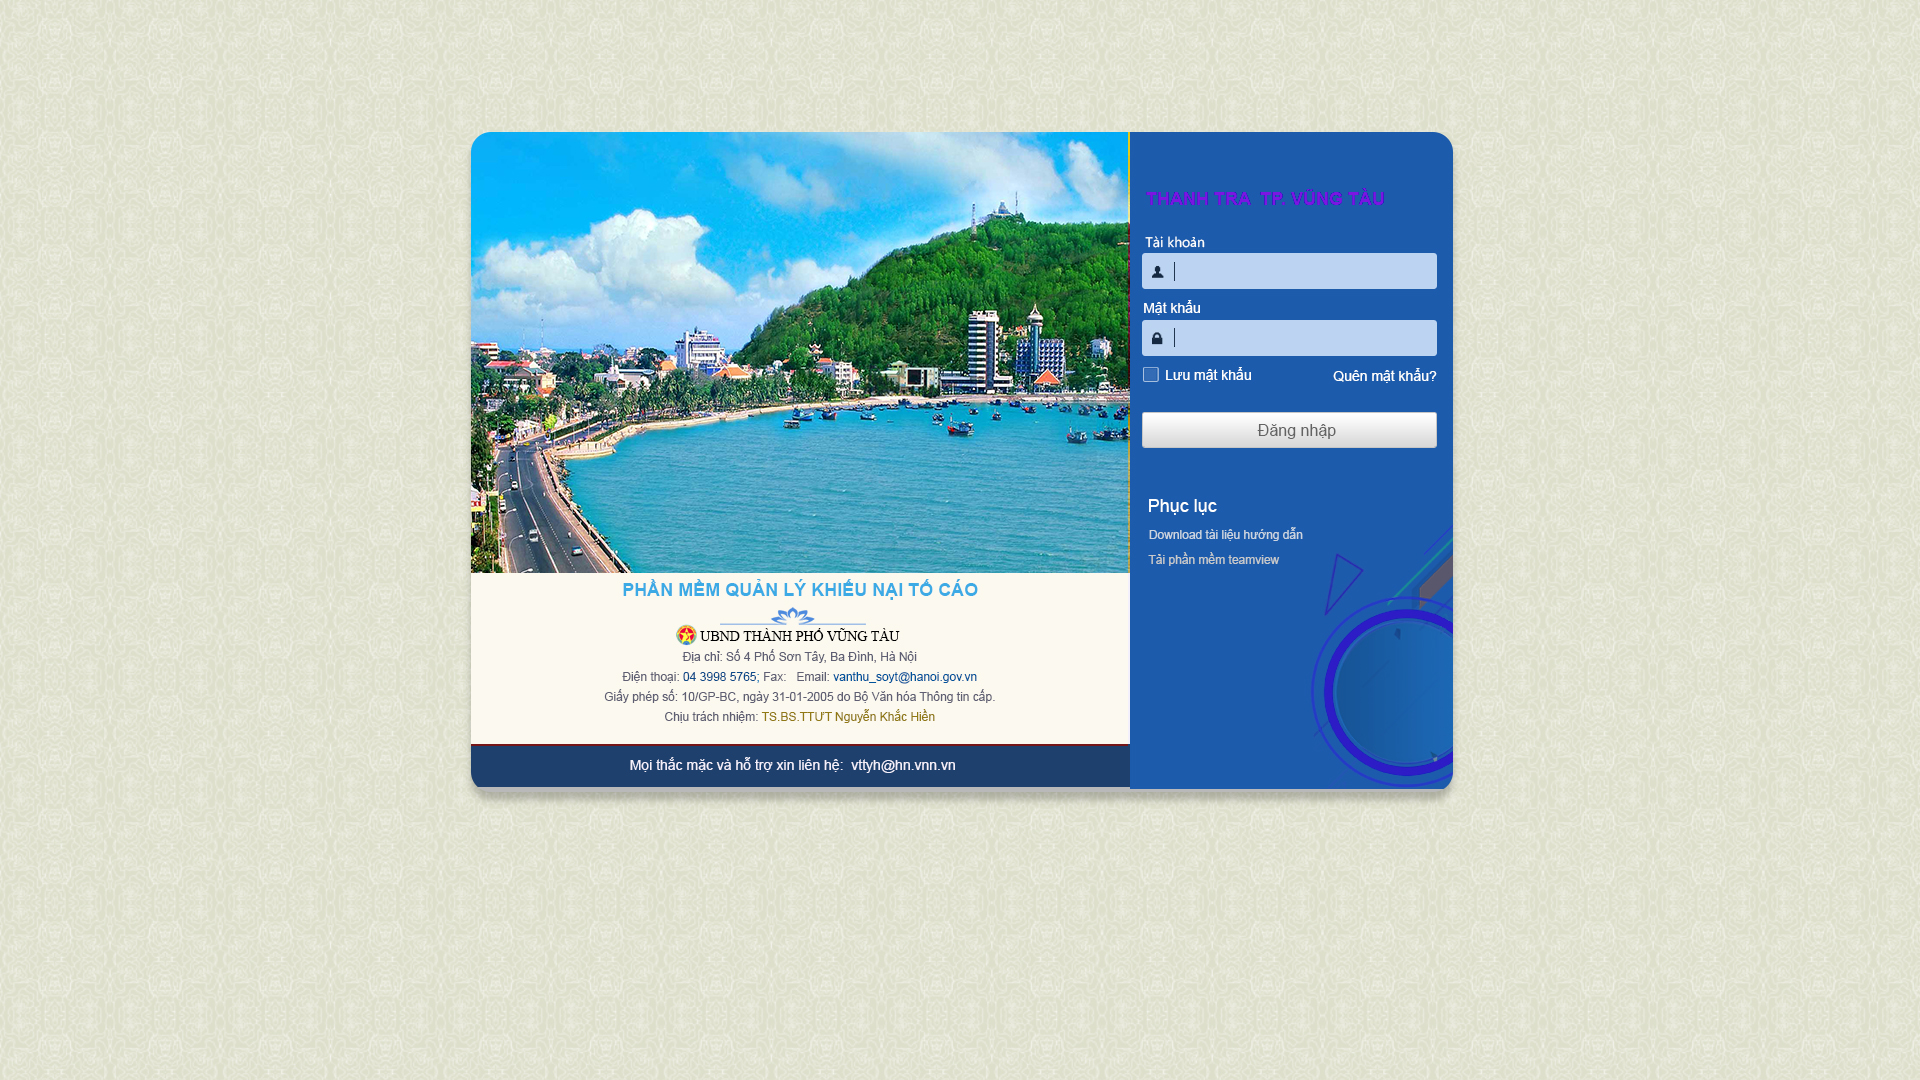 THANH TRA TP. VŨNG TÀU
Tài khoản
Mật khẩu
Lưu mật khẩu
Quên mật khẩu?
Đăng nhập
Phục lục
Download tài liệu hướng dẫn
Tải phần mềm teamview
PHẦN MỀM QUẢN LÝ KHIẾU NẠI TỐ CÁO
UBND THÀNH PHỐ VŨNG TÀU
Địa chỉ: Số 4 Phố Sơn Tây, Ba Đình, Hà Nội
Điện thoại: 04 3998 5765; Fax: Email: vanthu_soyt@hanoi.gov.vn
Giấy phép số: 10/GP-BC, ngày 31-01-2005 do Bộ Văn hóa Thông tin cấp.
Chịu trách nhiệm: TS.BS.TTƯT Nguyễn Khắc Hiền
Mọi thắc mặc và hỗ trợ xin liên hệ: vttyh@hn.vnn.vn